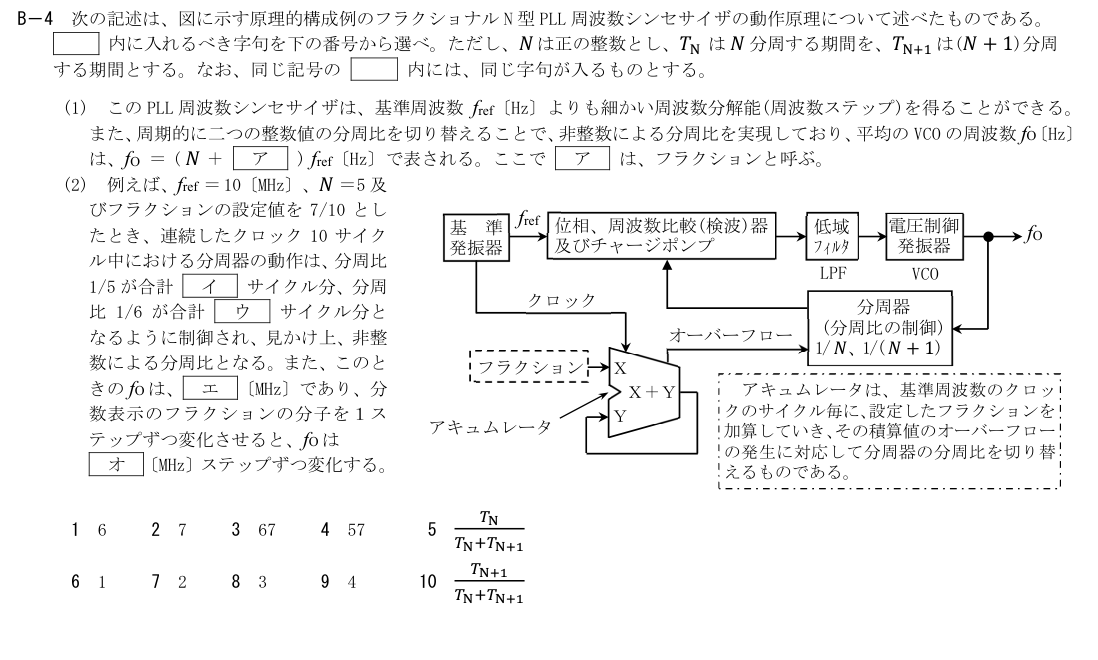 B－4 次の記述は、図に示す原理的構成例のフラクショナル N 型 PLL 周波数シンセサイザの動作原理について述べたものである。
内に入れるべき字句を下の番号から選べ。ただし、N は正の整数とし、TN は N 分周する期間を、TN+1 は(N + 1)分周
する期間とする。なお、同じ記号の 内には、同じ字句が入るものとする。
(1) この PLL 周波数シンセサイザは、基準周波数 fref〔Hz〕よりも細かい周波数分解能(周波数ステップ)を得ることができる。
また、周期的に二つの整数値の分周比を切り替えることで、非整数による分周比を実現しており、平均の VCO の周波数 fo〔Hz〕
は、fo ＝ ( N + ア ) fref〔Hz〕で表される。ここで ア は、フラクションと呼ぶ。
(2) 例えば、fref＝10〔MHz〕、N＝5 及
びフラクションの設定値を 7/10 とし
たとき、連続したクロック 10 サイク
ル中における分周器の動作は、分周比
1/5 が合計 イ サイクル分、分周
比 1/6 が合計 ウ サイクル分と
なるように制御され、見かけ上、非整
数による分周比となる。また、このと
きの fo は、 エ 〔MHz〕であり、分
数表示のフラクションの分子を 1 ス
テップずつ変化させると、fo は
オ 〔MHz〕ステップずつ変化する。
基 準
発振器
fref
位相、周波数比較(検波)器
及びチャージポンプ
低域
フィルタ
LPF
電圧制御
発振器
VCO
fo
クロック
オーバーフロー
分周器
(分周比の制御)
1/N、1/(N + 1)
フラクション
X
X＋Y
Y
アキュムレータ
アキュムレータは、基準周波数のクロッ
クのサイクル毎に、設定したフラクションを
加算していき、その積算値のオーバーフロー
の発生に対応して分周器の分周比を切り替
えるものである。
1 6 2 7 3 67 4 57 5 TN/(TN+TN+1)
6 1 7 2 8 3 9 4 10 TN+1/(TN+TN+1)